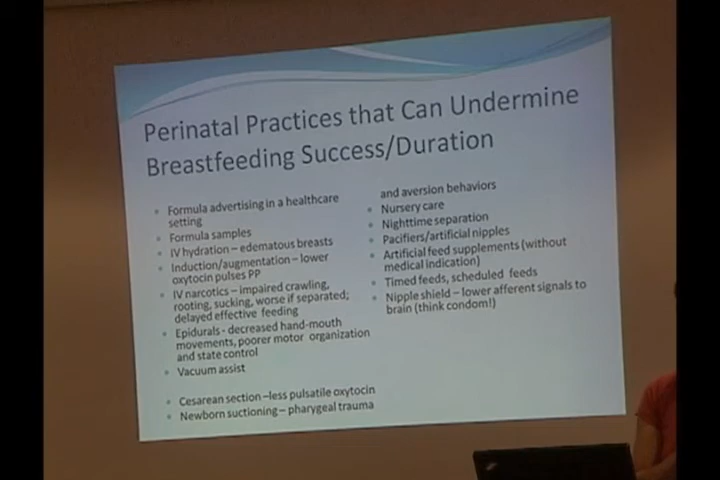 Perinatal Practices that Can Undermine
Breastfeeding Success/Duration
Formula advertising in a healthcare
setting
Formula samples
IV hydration – edematous breasts
Induction/augmentation – lower
oxytocin pulses PP
IV narcotics – impaired crawling,
rooting, sucking, worse if separated;
delayed effective feeding
Epidurals - decreased hand-mouth
movements, poorer motor organization
and state control
Vacuum assist
Cesarean section –less pulsatile oxytocin
Newborn suctioning – pharygeal trauma
and aversion behaviors
Nursery care
Nighttime separation
Pacifiers/artificial nipples
Artificial feed supplements (without
medical indication)
Timed feeds, scheduled feeds
Nipple shield – lower afferent signals to
brain (think condom!)